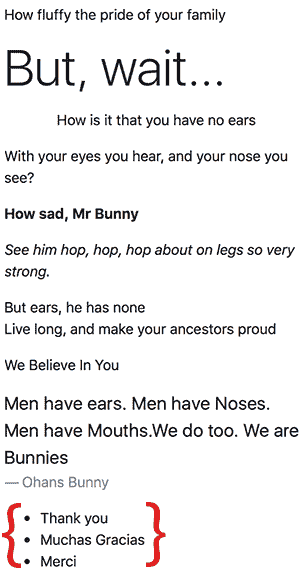 How fluffy the pride of your family
But, wait...
How is it that you have no ears
With your eyes you hear, and your nose you
see?
How sad, Mr Bunny
See him hop, hop, hop about on legs so very
strong.
But ears, he has none
Live long, and make your ancestors proud
We Believe In You
Men have ears. Men have Noses.
Men have Mouths.We do too. We are
Bunnies
— Ohans Bunny
• Thank you
• Muchas Gracias
• Merci